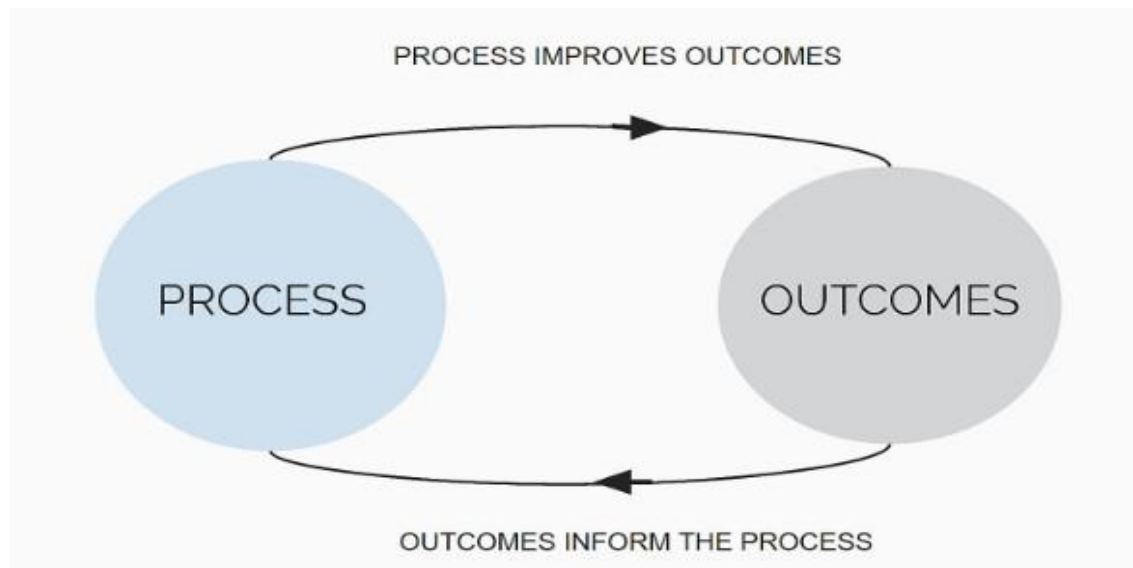 PROCESS IMPROVES OUTCOMES
PROCESS
OUTCOMES
OUTCOMES INFORM THE PROCESS